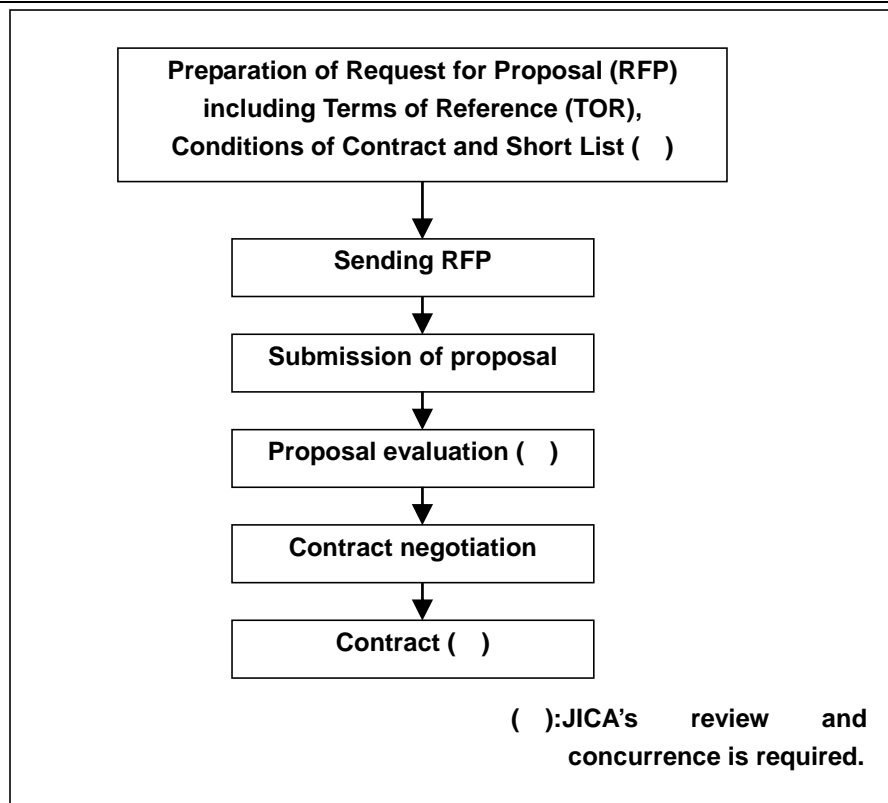 Preparation of Request for Proposal (RFP)
including Terms of Reference (TOR),
Conditions of Contract and Short List (   )
Sending RFP
Submission of proposal
Proposal evaluation (   )
Contract negotiation
Contract (   )
(   ):JICA’s review and
concurrence is required.